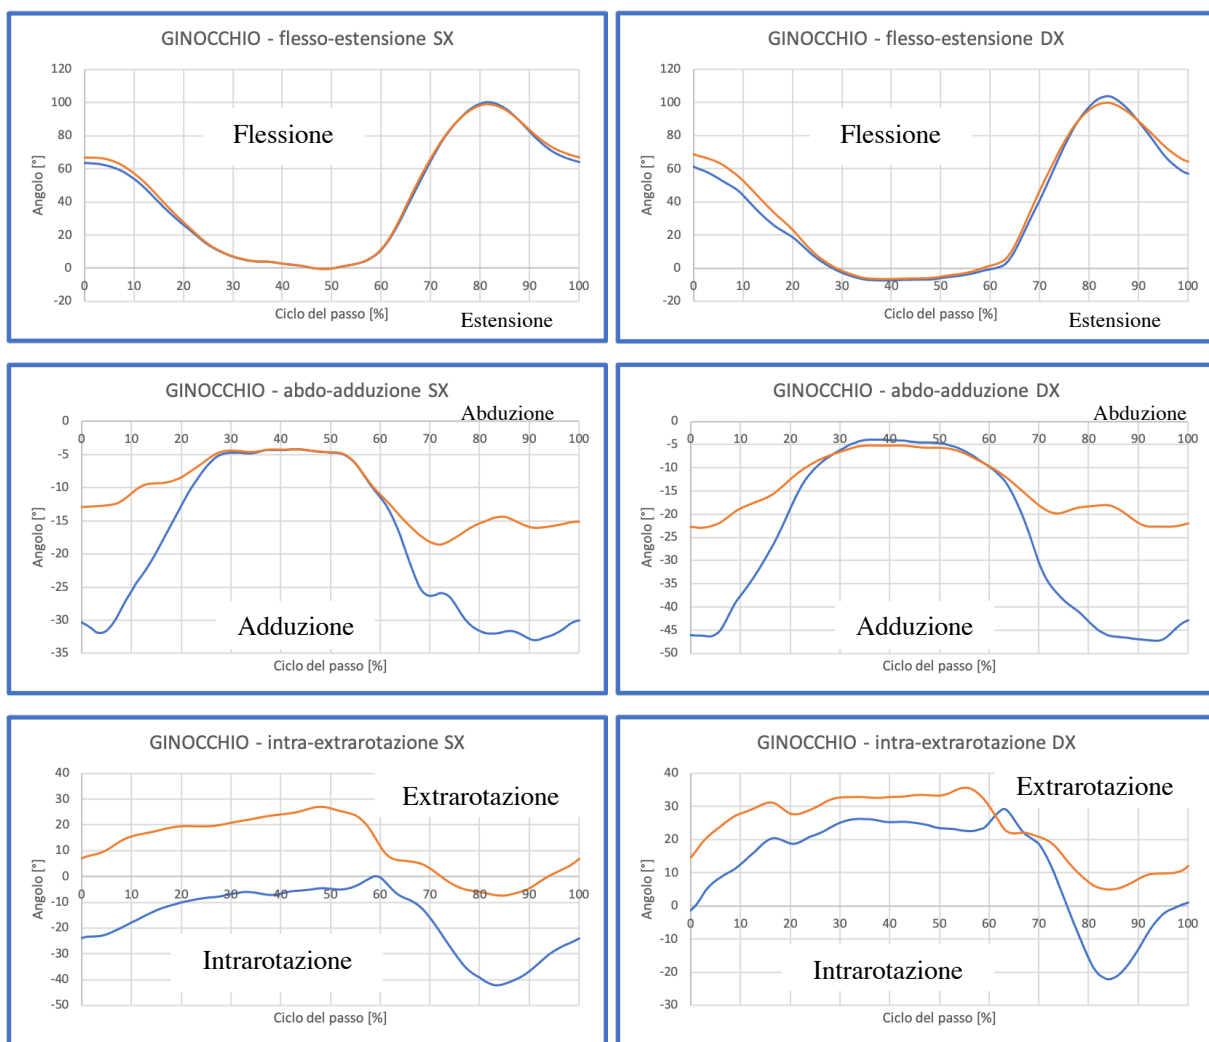 GINOCCHIO - flesso-estensione SX
120
100
80
60
40
20
0
-20
Angolo [°]
Flessione
0 10 20 30 40 50 60 70 80 90 100
Ciclo del passo [%]
Estensione
GINOCCHIO - flesso-estensione DX
120
100
80
60
40
20
0
-20
Angolo [°]
Flessione
0 10 20 30 40 50 60 70 80 90 100
Ciclo del passo [%]
Estensione
GINOCCHIO - abdo-adduzione SX
Abduzione
0
-5
-10
-15
-20
-25
-30
-35
Angolo [°]
0 10 20 30 40 50 60 70 80 90 100
Adduzione
Ciclo del passo [%]
GINOCCHIO - abdo-adduzione DX
Abduzione
0
-5
-10
-15
-20
-25
-30
-35
-40
-45
-50
Angolo [°]
0 10 20 30 40 50 60 70 80 90 100
Adduzione
Ciclo del passo [%]
GINOCCHIO - intra-extrarotazione SX
40
30
20
10
0
-10
-20
-30
-40
-50
Angolo [°]
Extrarotazione
0 10 20 30 40 50 60 70 80 90 100
Intrarotazione
Ciclo del passo [%]
GINOCCHIO - intra-extrarotazione DX
40
30
20
10
0
-10
-20
-30
Angolo [°]
Extrarotazione
0 10 20 30 40 50 60 70 80 90 100
Intrarotazione
Ciclo del passo [%]